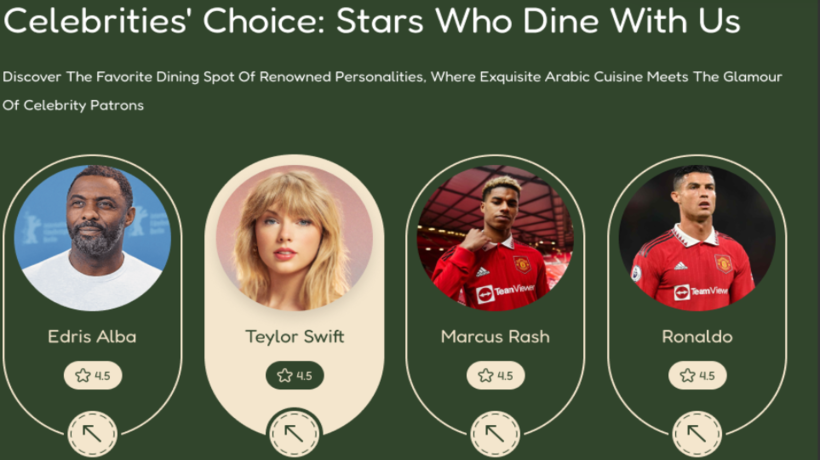 Celebrities' Choice: Stars Who Dine With Us
Discover The Favorite Dining Spot Of Renowned Personalities, Where Exquisite Arabic Cuisine Meets The Glamour
Of Celebrity Patrons
TeamViewer
TeamViewer
Edris Alba
Teylor Swift
Marcus Rash
Ronaldo
4.5
4.5
4.5
4.5